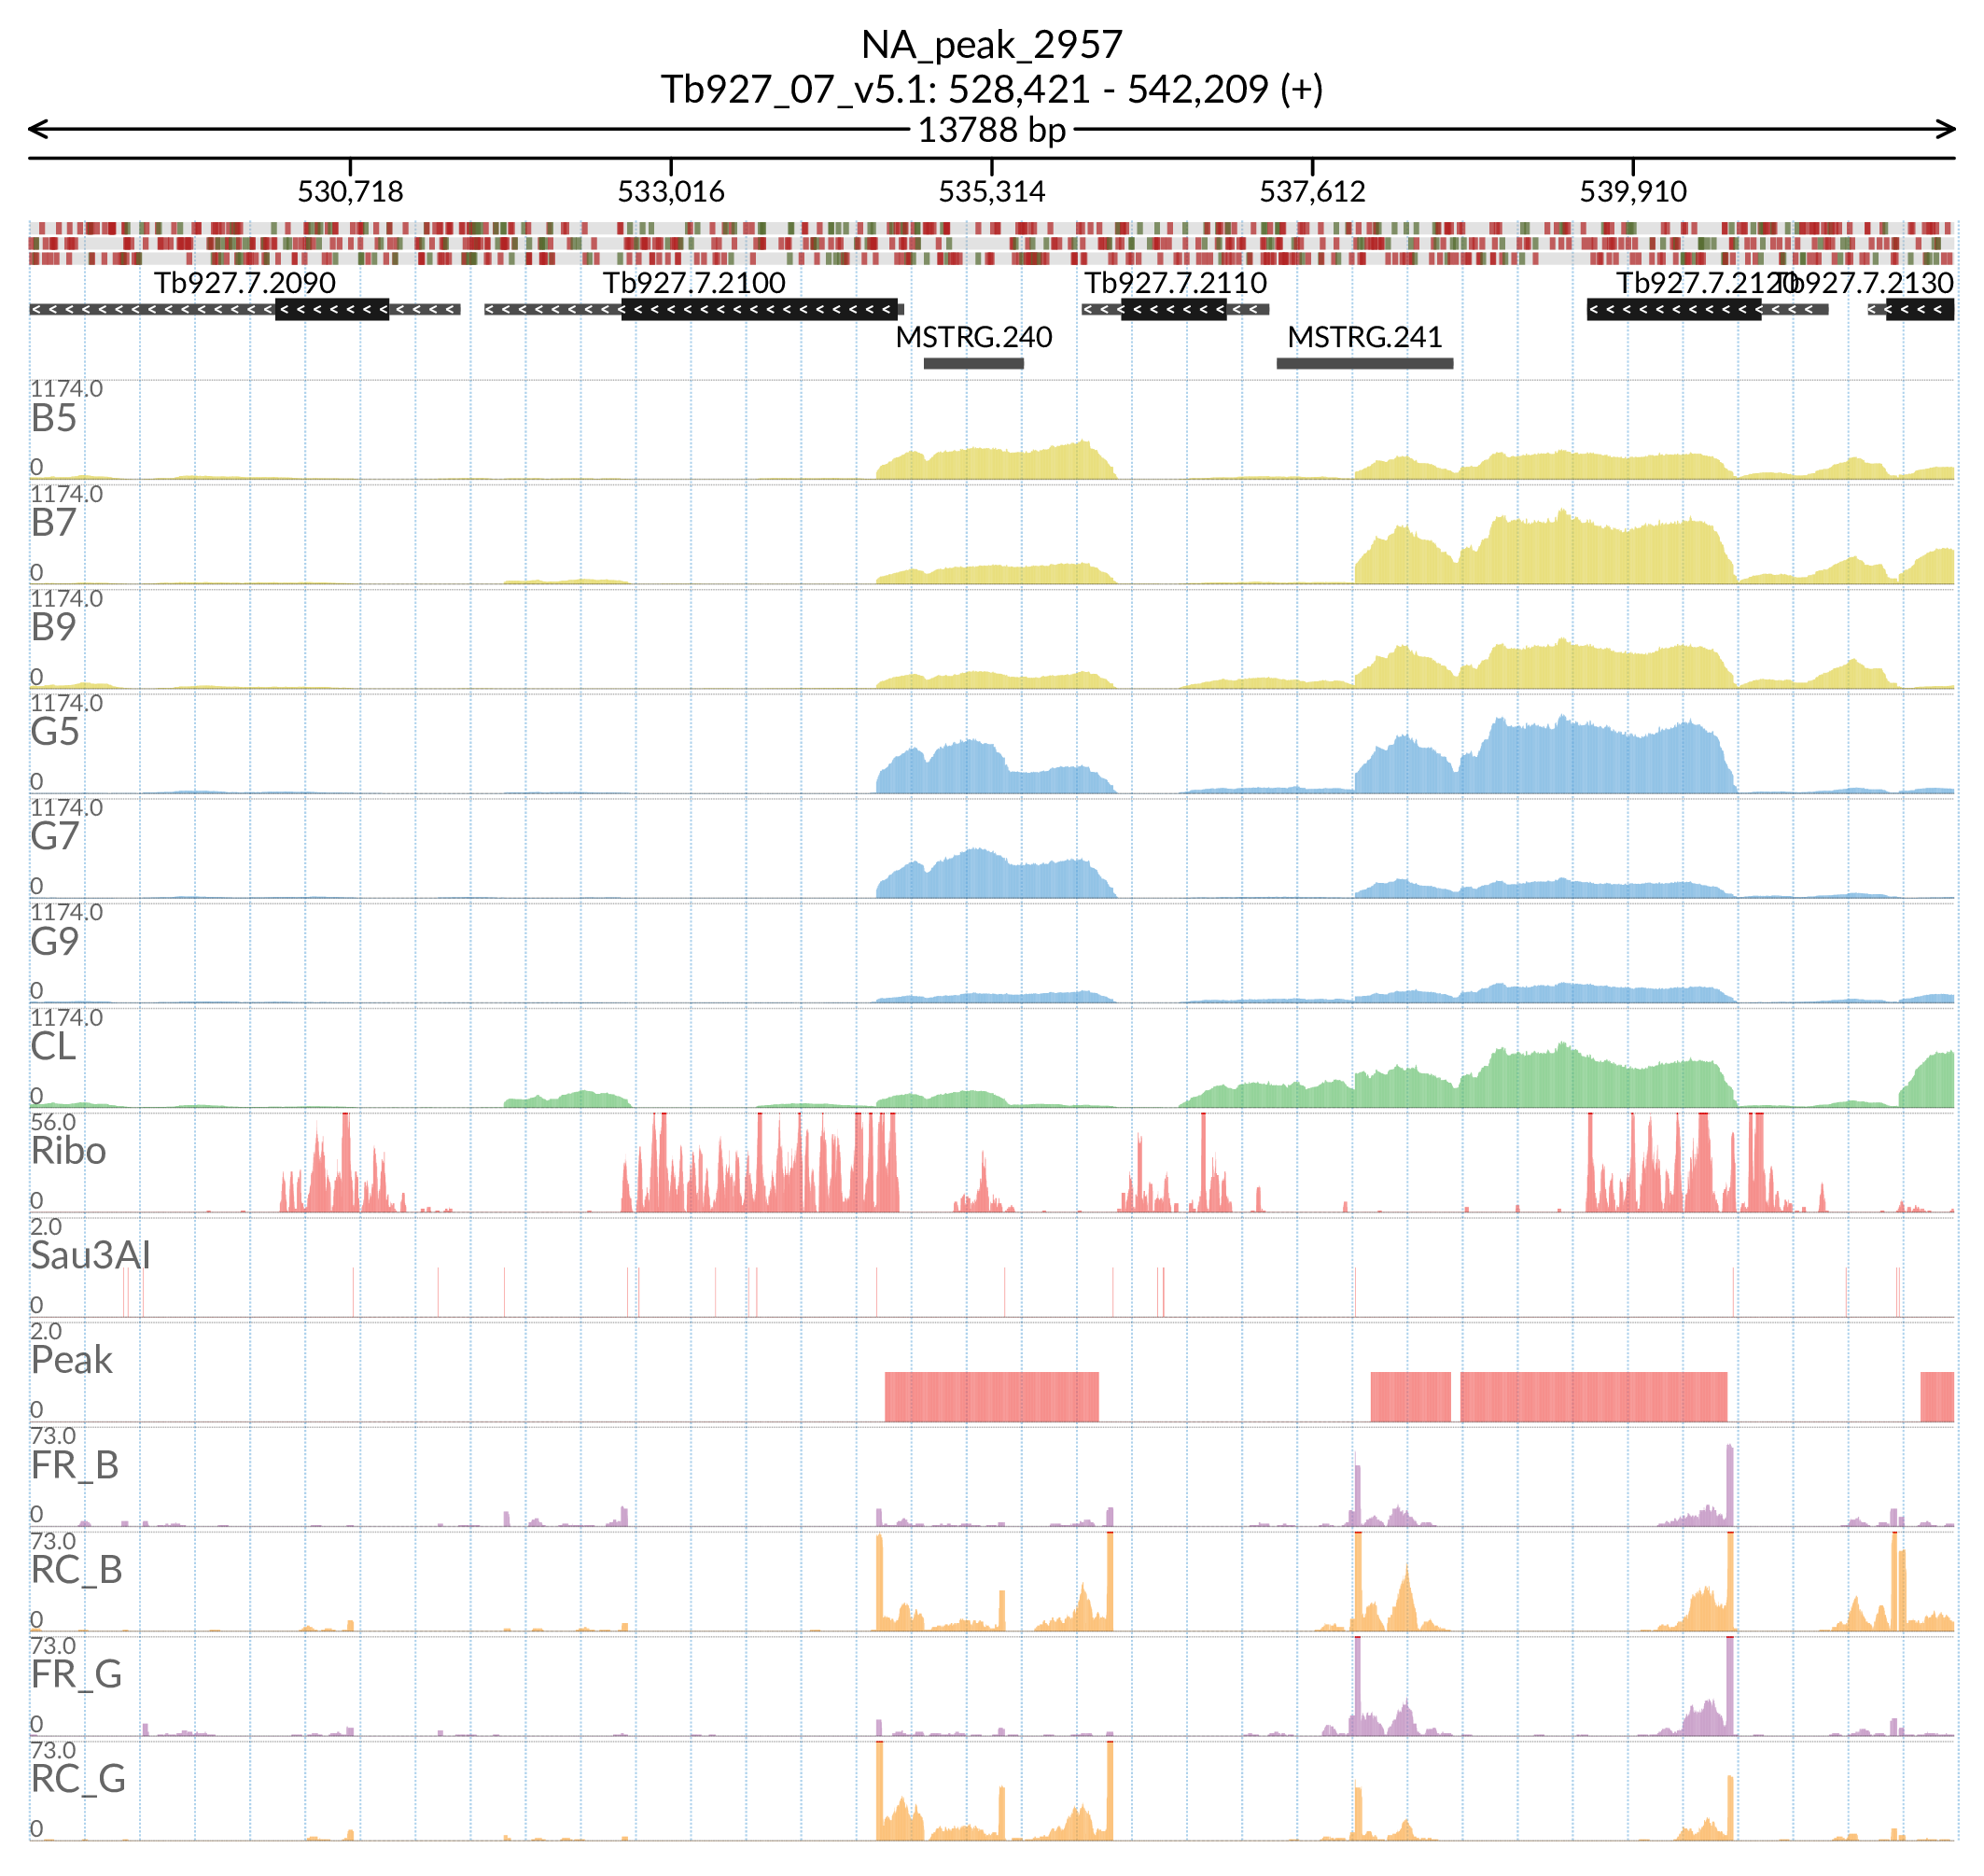 NA_peak_2957
Tb927_07_v5.1: 528,421 - 542,209 (+)
13788 bp
530,718 533,016 535,314 537,612 539,910
Tb927.7.2090 Tb927.7.2100 Tb927.7.2110 Tb927.7.2120 Tb927.7.2130
MSTRG.240 MSTRG.241
1174.0
B5
0
1174.0
B7
0
1174.0
B9
0
1174.0
G5
0
1174.0
G7
0
1174.0
G9
0
1174.0
CL
0
56.0
Ribo
0
2.0
Sau3AI
0
2.0
Peak
0
73.0
FR_B
0
73.0
RC_B
0
73.0
FR_G
0
73.0
RC_G
0